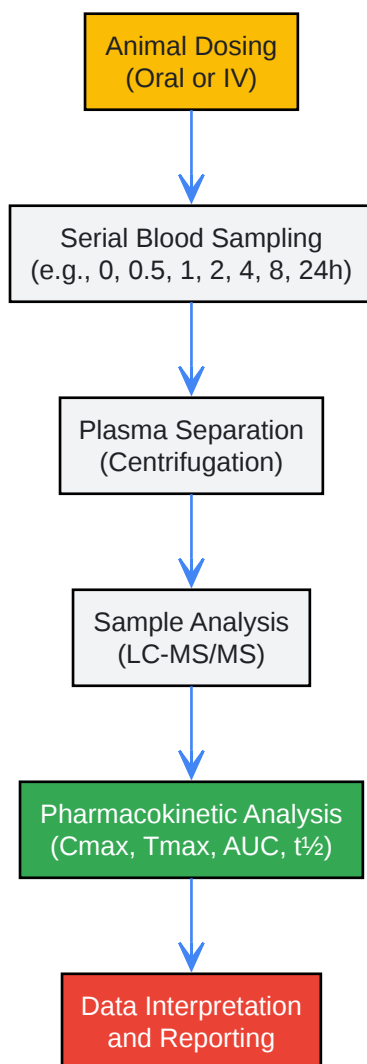 Animal Dosing
(Oral or IV)
Serial Blood Sampling
(e.g., 0, 0.5, 1, 2, 4, 8, 24h)
Plasma Separation
(Centrifugation)
Sample Analysis
(LC-MS/MS)
Pharmacokinetic Analysis
(Cmax, Tmax, AUC, t½)
Data Interpretation
and Reporting